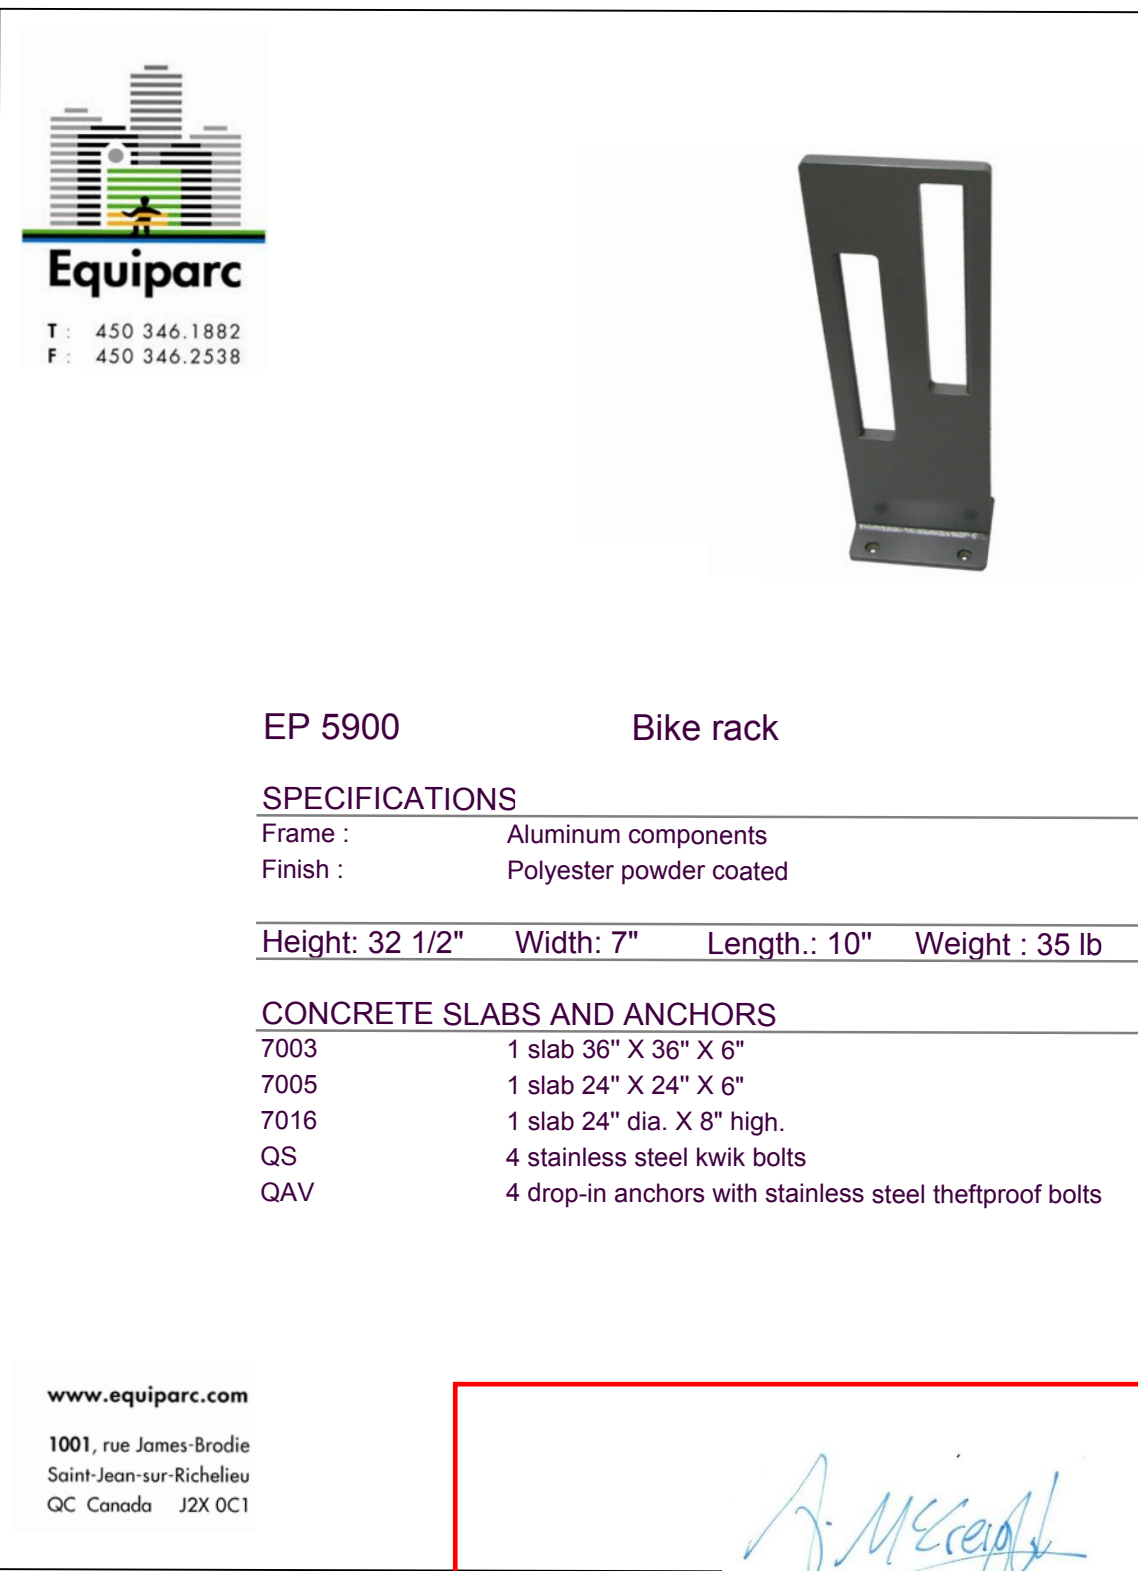 Equiparc
T : 450 346.1882
F : 450 346.2538
EP 5900 Bike rack
SPECIFICATIONS
Frame : Aluminum components
Finish : Polyester powder coated
Height: 32 1/2" Width: 7" Length.: 10" Weight : 35 lb
CONCRETE SLABS AND ANCHORS
7003 1 slab 36" X 36" X 6"
7005 1 slab 24" X 24" X 6"
7016 1 slab 24" dia. X 8" high.
QS 4 stainless steel kwik bolts
QAV 4 drop-in anchors with stainless steel theftproof bolts
www.equiparc.com
1001, rue James-Brodie
Saint-Jean-sur-Richelieu
QC Canada J2X 0C1